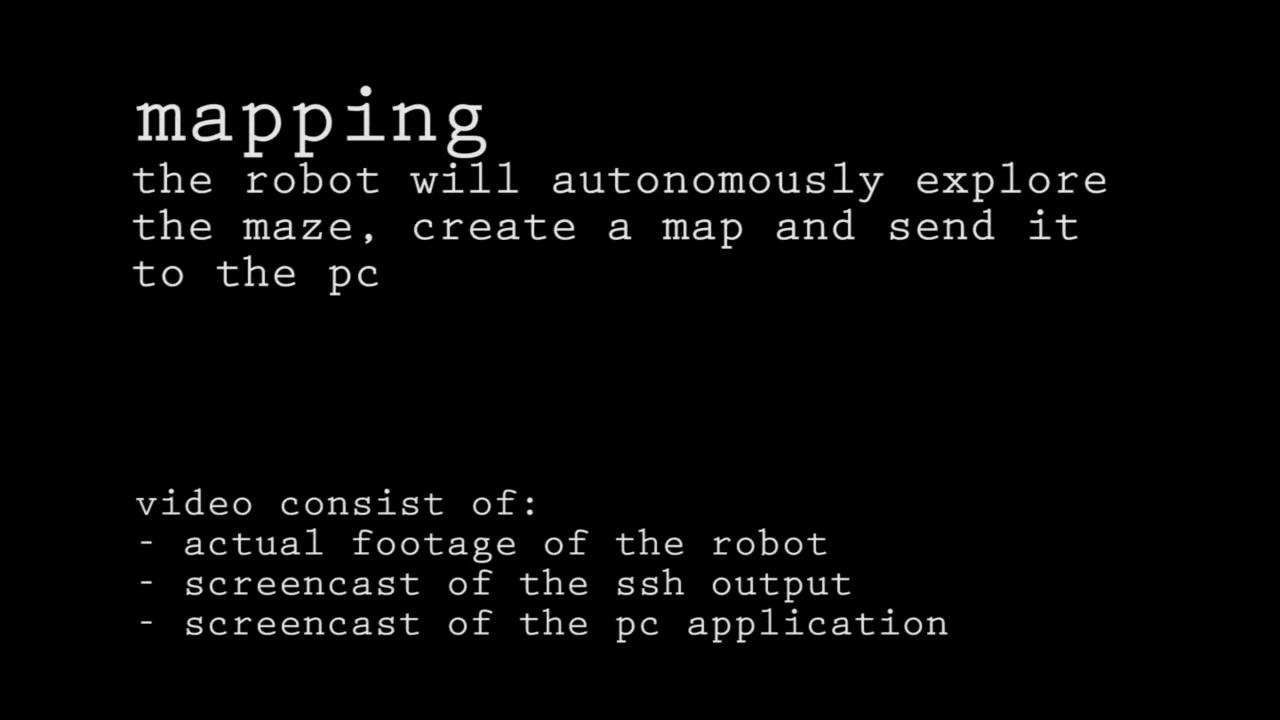 mapping
the robot will autonomously explore
the maze, create a map and send it
to the pc
video consist of:
- actual footage of the robot
- screencast of the ssh output
- screencast of the pc application